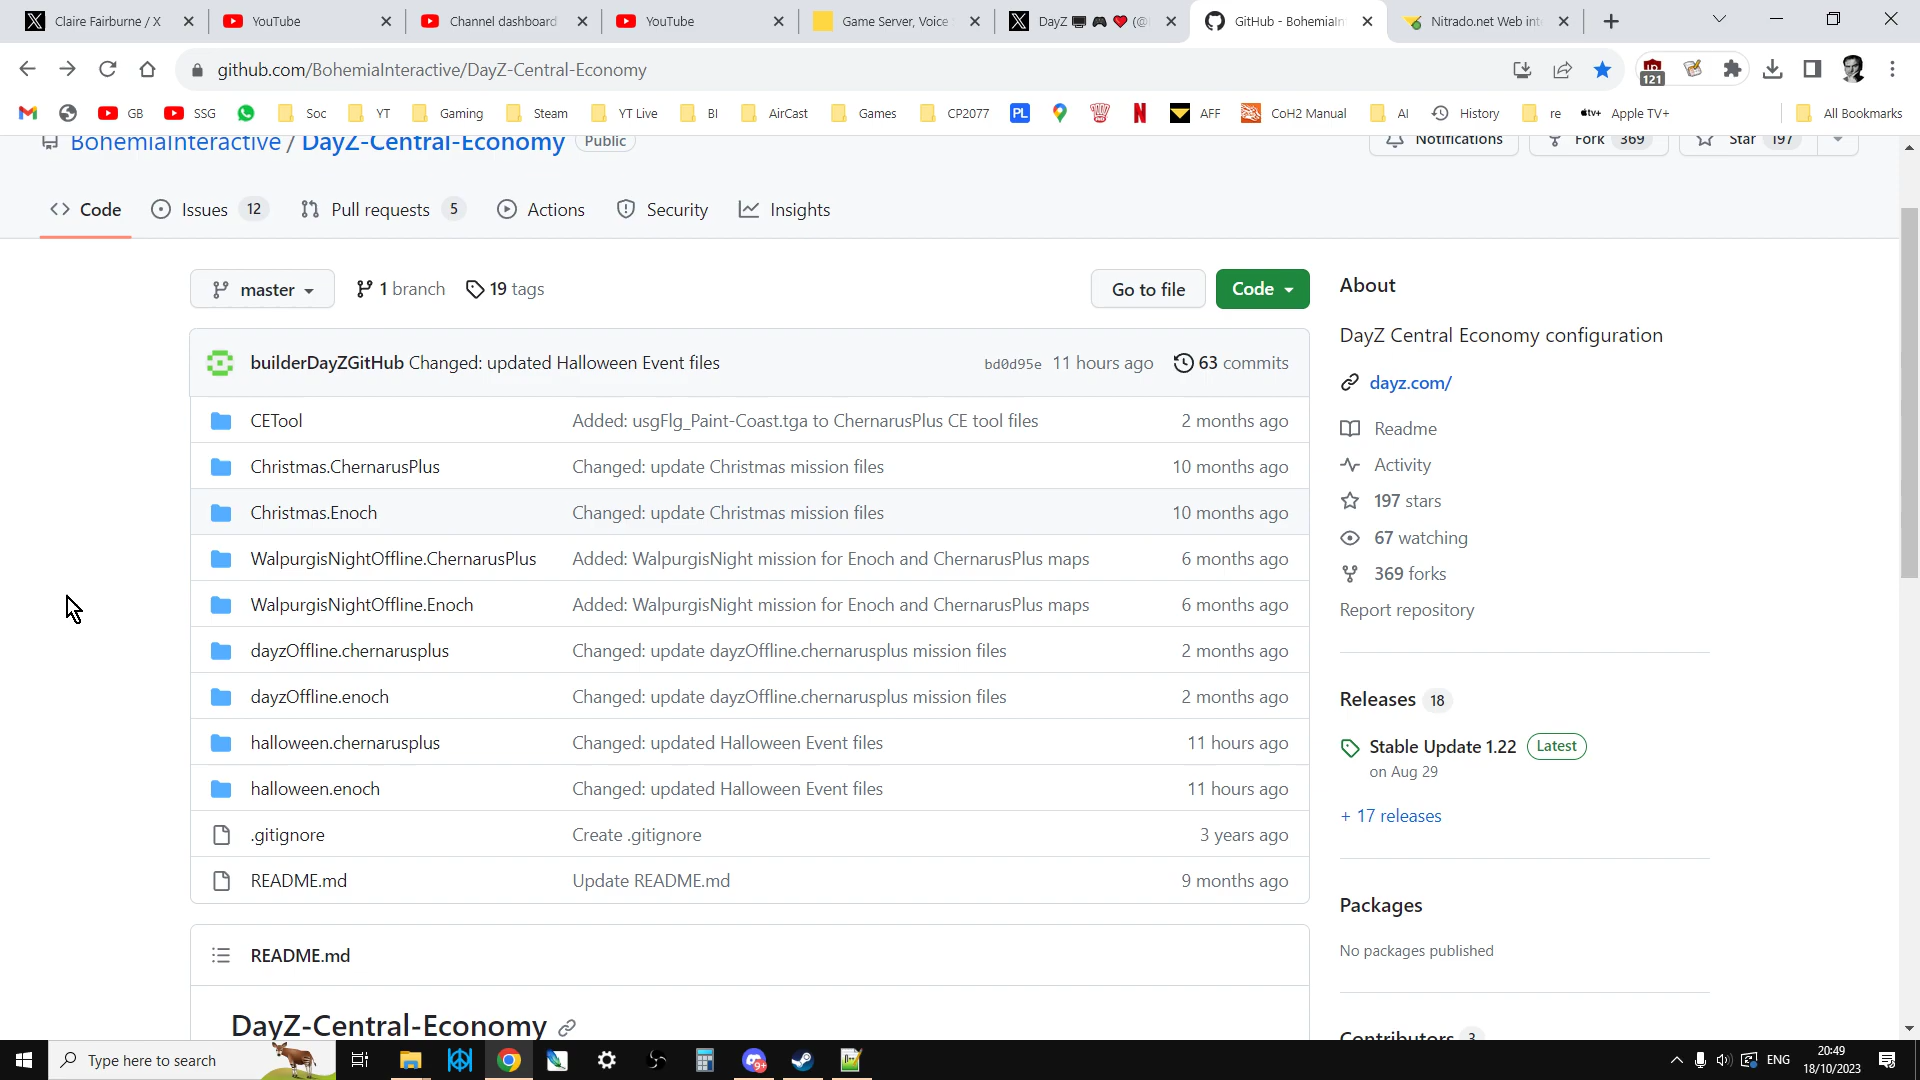 Claire Fairburne / X
YouTube
Channel dashboard
YouTube
Game Server, Voice
DayZ
GitHub - BohemiaIn
Nitrado.net Web int
github.com/BohemiaInteractive/DayZ-Central-Economy
121
GB
SSG
Soc
YT
Gaming
Steam
YT Live
BI
AirCast
Games
CP2077
PL
N
AFF
CoH2 Manual
AI
History
re
Apple TV+
All Bookmarks
BohemiaInteractive / DayZ-Central-Economy
Public
Notifications
Fork 369
Star 197
Code
Issues 12
Pull requests 5
Actions
Security
Insights
master
1 branch
19 tags
Go to file
Code
builderDayZGitHub Changed: updated Halloween Event files
bd0d95e 11 hours ago
63 commits
CETool Added: usgFlg_Paint-Coast.tga to ChernarusPlus CE tool files 2 months ago
Christmas.ChernarusPlus Changed: update Christmas mission files 10 months ago
Christmas.Enoch Changed: update Christmas mission files 10 months ago
WalpurgisNightOffline.ChernarusPlus Added: WalpurgisNight mission for Enoch and ChernarusPlus maps 6 months ago
WalpurgisNightOffline.Enoch Added: WalpurgisNight mission for Enoch and ChernarusPlus maps 6 months ago
dayzOffline.chernarusplus Changed: update dayzOffline.chernarusplus mission files 2 months ago
dayzOffline.enoch Changed: update dayzOffline.chernarusplus mission files 2 months ago
halloween.chernarusplus Changed: updated Halloween Event files 11 hours ago
halloween.enoch Changed: updated Halloween Event files 11 hours ago
.gitignore Create .gitignore 3 years ago
README.md Update README.md 9 months ago
README.md
DayZ-Central-Economy
About
DayZ Central Economy configuration
dayz.com/
Readme
Activity
197 stars
67 watching
369 forks
Report repository
Releases 18
Stable Update 1.22 Latest
on Aug 29
+ 17 releases
Packages
No packages published
Contributors 3
Type here to search
9+
ENG
20:49
18/10/2023